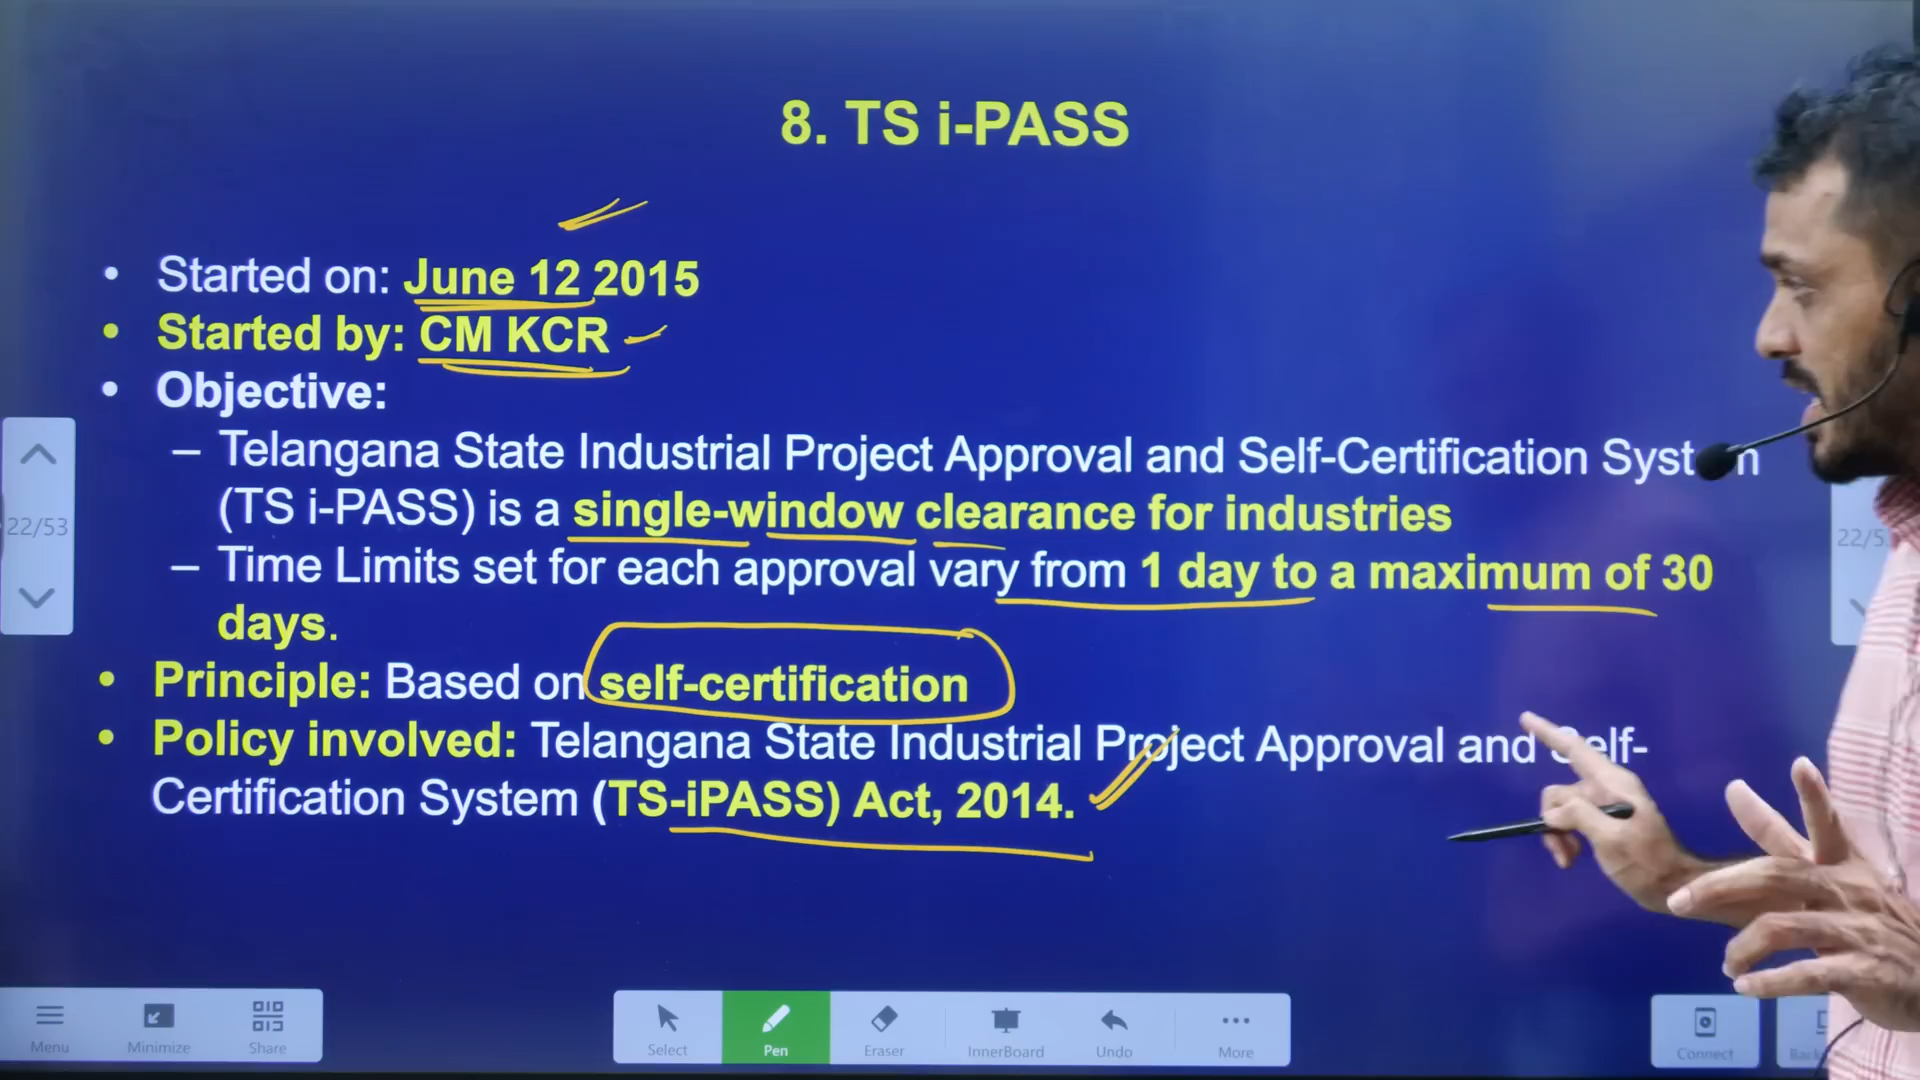 8. TS i-PASS
• Started on: June 12 2015
• Started by: CM KCR
• Objective:
– Telangana State Industrial Project Approval and Self-Certification
(TS i-PASS) is a single-window clearance for industries
– Time Limits set for each approval vary from 1 day to a maximum of 30
days.
• Principle: Based on self-certification
• Policy involved: Telangana State Industrial Project Approval and Self-
Certification System (TS-iPASS) Act, 2014.
22/53
22/5
Menu Minimize Share Select Pen Eraser InnerBoard Undo More Connect